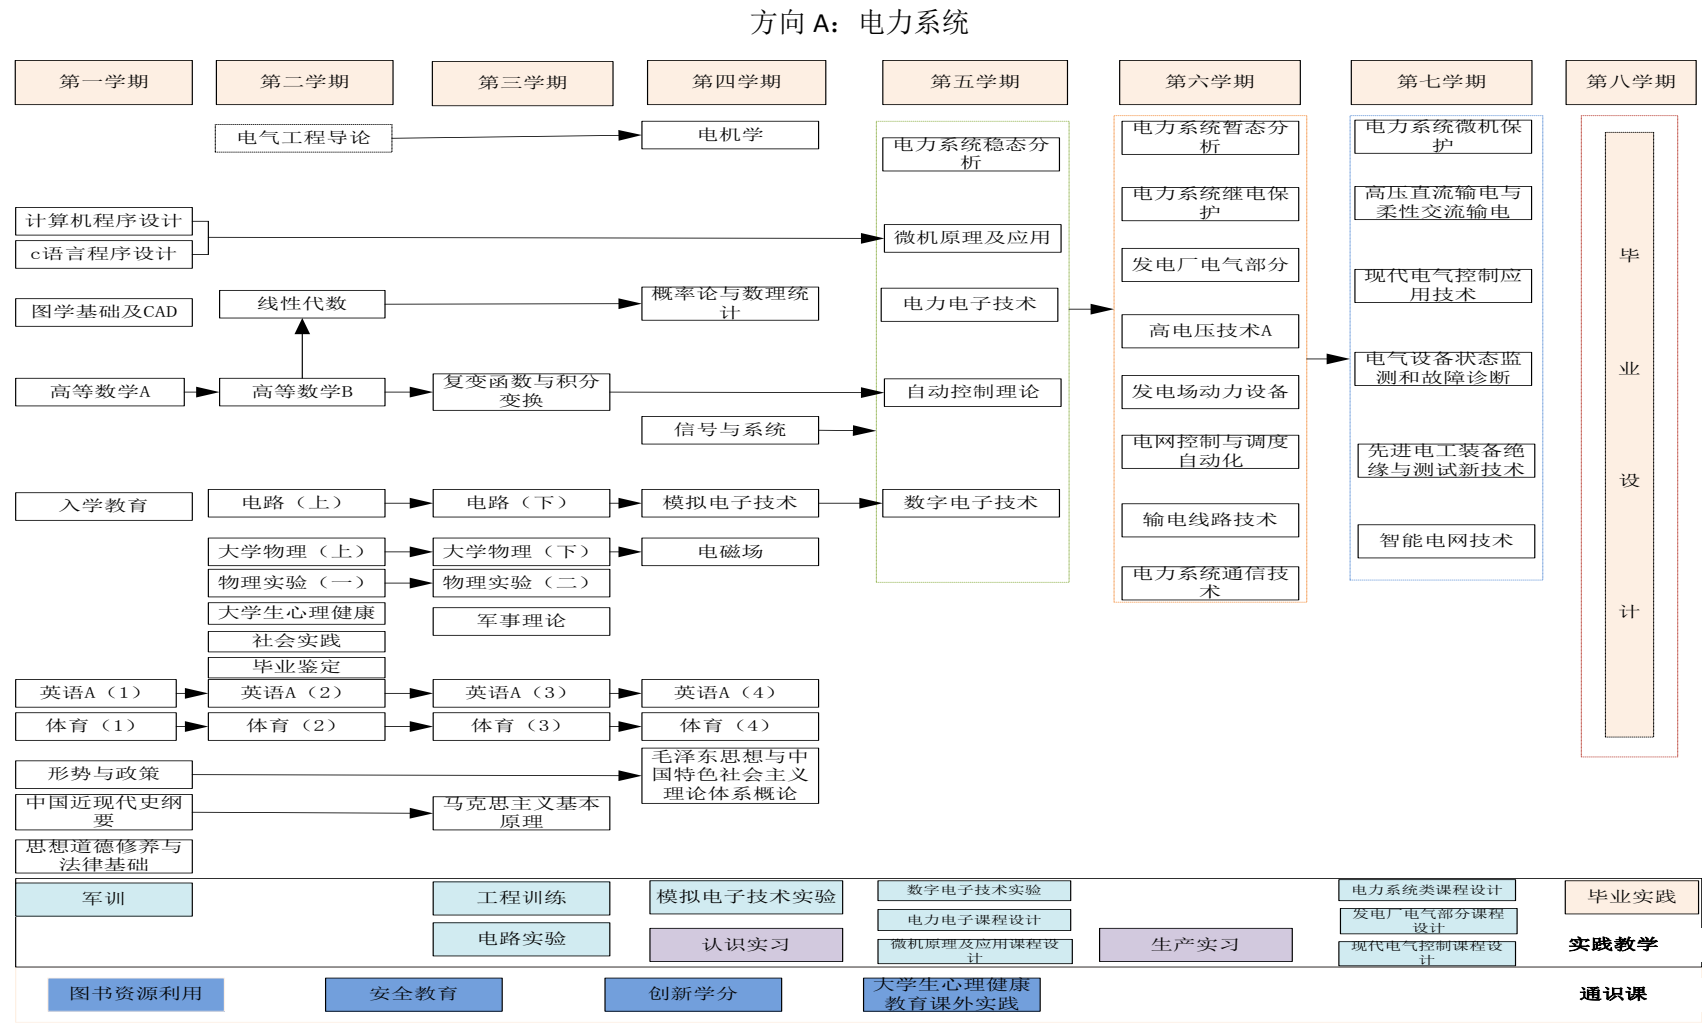 方向 A：电力系统
第一学期
第二学期
第三学期
第四学期
第五学期
第六学期
第七学期
第八学期
电气工程导论
电机学
电力系统稳态分
析
电力系统暂态分
析
电力系统微机保
护
计算机程序设计
c语言程序设计
微机原理及应用
电力系统继电保
护
高压直流输电与
柔性交流输电
发电厂电气部分
图学基础及CAD
线性代数
概率论与数理统
计
电力电子技术
高电压技术A
现代电气控制应
用技术
高等数学A
高等数学B
复变函数与积分
变换
自动控制理论
发电场动力设备
电气设备状态监
测和故障诊断
信号与系统
电网控制与调度
自动化
先进电工装备绝
缘与测试新技术
入学教育
电路（上）
电路（下）
模拟电子技术
数字电子技术
输电线路技术
智能电网技术
大学物理（上）
大学物理（下）
电磁场
物理实验（一）
物理实验（二）
电力系统通信技
术
大学生心理健康
军事理论
社会实践
毕业鉴定
英语A（1）
英语A（2）
英语A（3）
英语A（4）
体育（1）
体育（2）
体育（3）
体育（4）
形势与政策
毛泽东思想与中
国特色社会主义
理论体系概论
中国近现代史纲
要
马克思主义基本
原理
思想道德修养与
法律基础
毕
业
设
计
军训
工程训练
模拟电子技术实验
数字电子技术实验
电力系统类课程设计
毕业实践
电路实验
认识实习
电力电子课程设计
微机原理及应用课程设
计
生产实习
发电厂电气部分课程
设计
现代电气控制课程设
计
实践教学
图书资源利用
安全教育
创新学分
大学生心理健康
教育课外实践
通识课